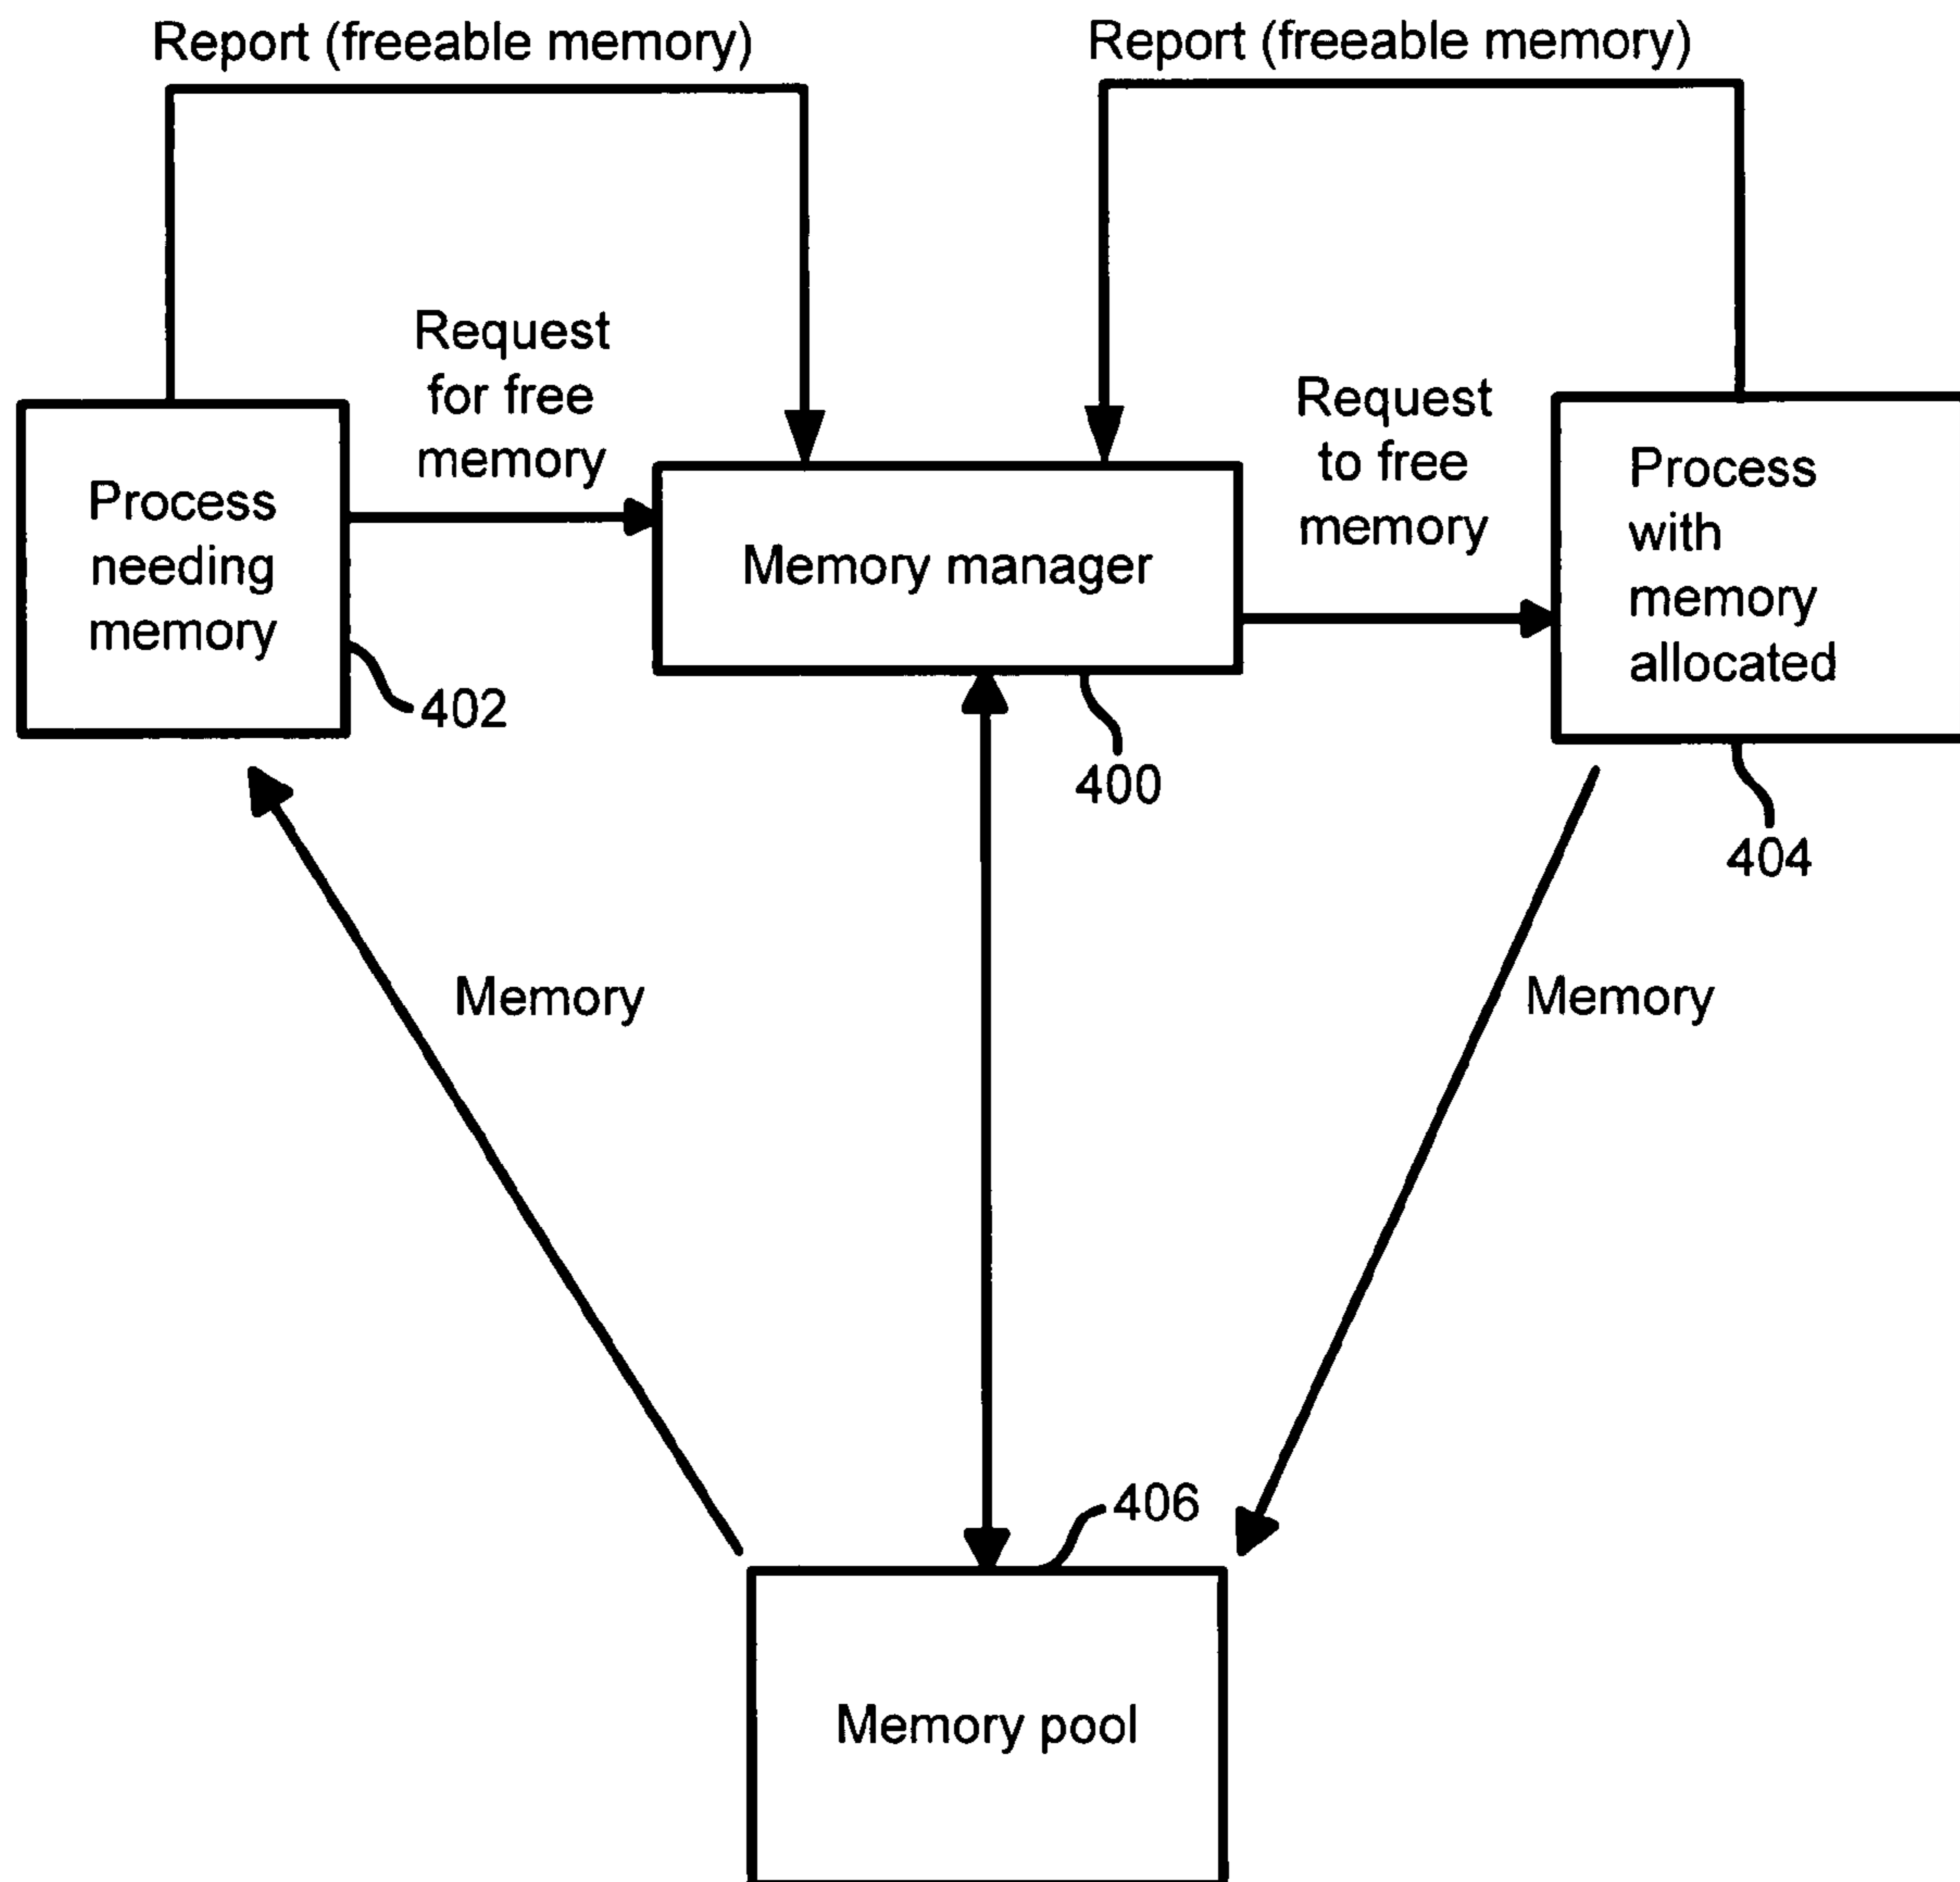 Report (freeable memory)
Report (freeable memory)
Request
for free
memory
Request
to free
memory
Process
needing
memory
Memory manager
Process
with
memory
allocated
402
400
404
Memory
Memory
406
Memory pool